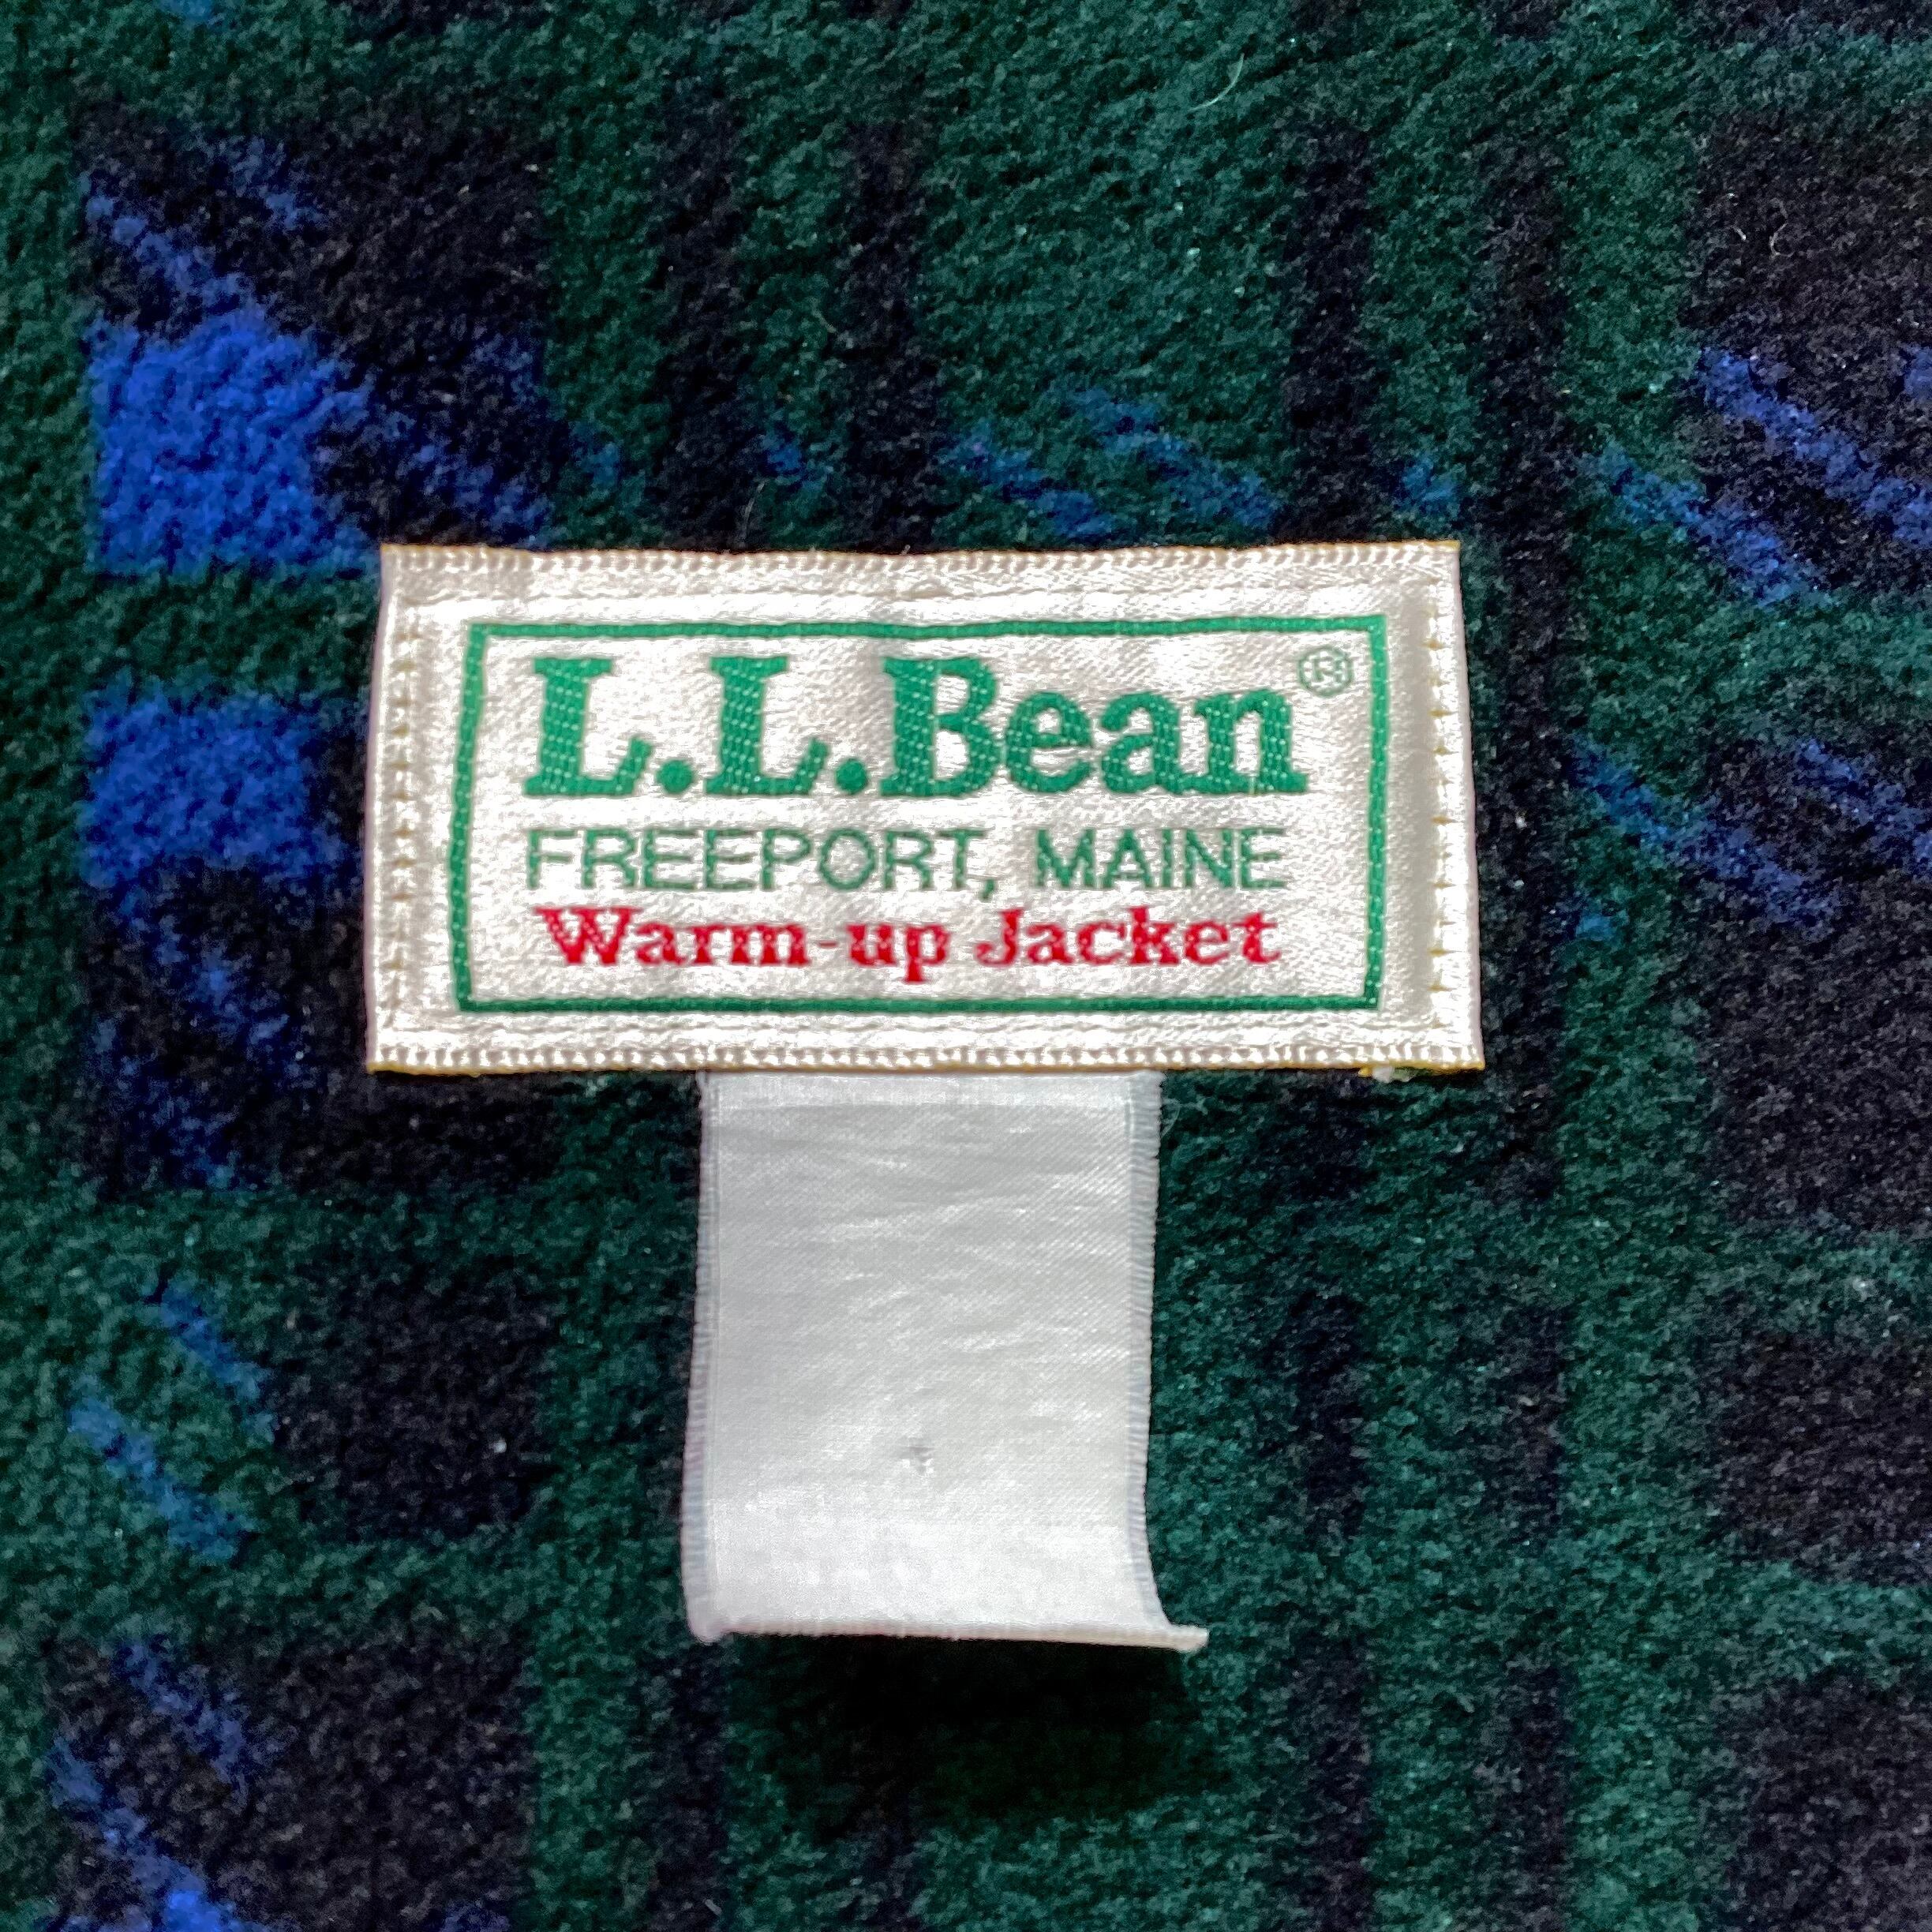 L.L.Bean®
FREEPORT, MAINE
Warm-up Jacket